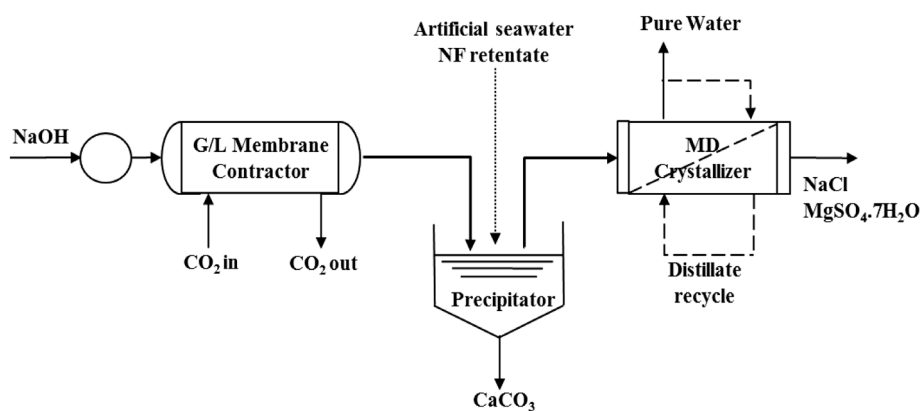 NaOH
G/L Membrane
Contractor
CO₂ in
CO₂ out
Artificial seawater
NF retentate
Precipitator
CaCO₃
Pure Water
MD
Crystallizer
NaCl
MgSO₄.7H₂O
Distillate
recycle